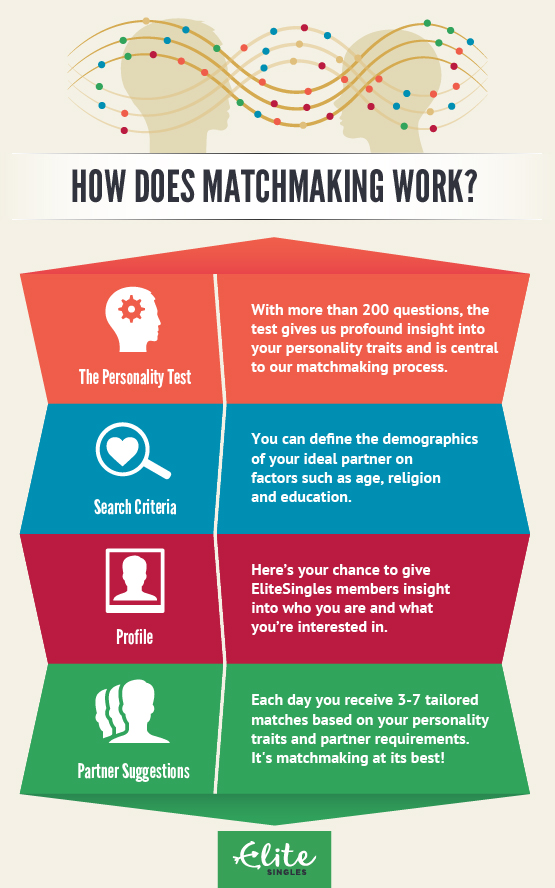 HOW DOES MATCHMAKING WORK?
The Personality Test
With more than 200 questions, the
test gives us profound insight into
your personality traits and is central
to our matchmaking process.
Search Criteria
You can define the demographics
of your ideal partner on
factors such as age, religion
and education.
Profile
Here's your chance to give
EliteSingles members insight
into who you are and what
you're interested in.
Partner Suggestions
Each day you receive 3-7 tailored
matches based on your personality
traits and partner requirements.
It's matchmaking at its best!
Elite
SINGLES